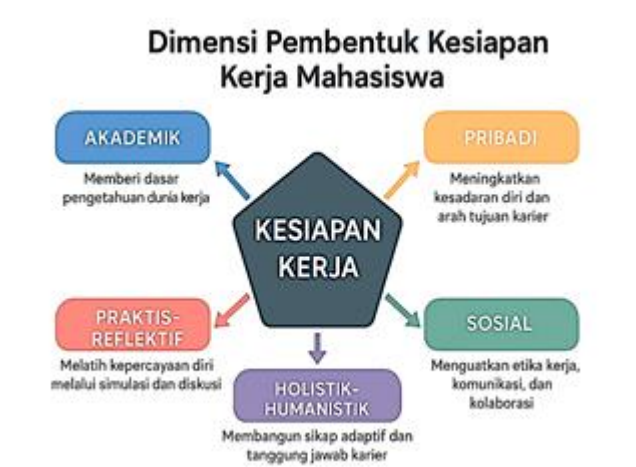 Dimensi Pembentuk Kesiapan
Kerja Mahasiswa
AKADEMIK
Memberi dasar
pengetahuan dunia kerja
PRIBADI
Meningkatkan
kesadaran diri dan
arah tujuan karier
KESIAPAN
KERJA
PRAKTIS-
REFLEKTIF
Melatih kepercayaan diri
melalui simulasi dan diskusi
SOSIAL
Menguatkan etika kerja,
komunikasi, dan
kolaborasi
HOLISTIK-
HUMANISTIK
Membangun sikap adaptif dan
tanggung jawab karier